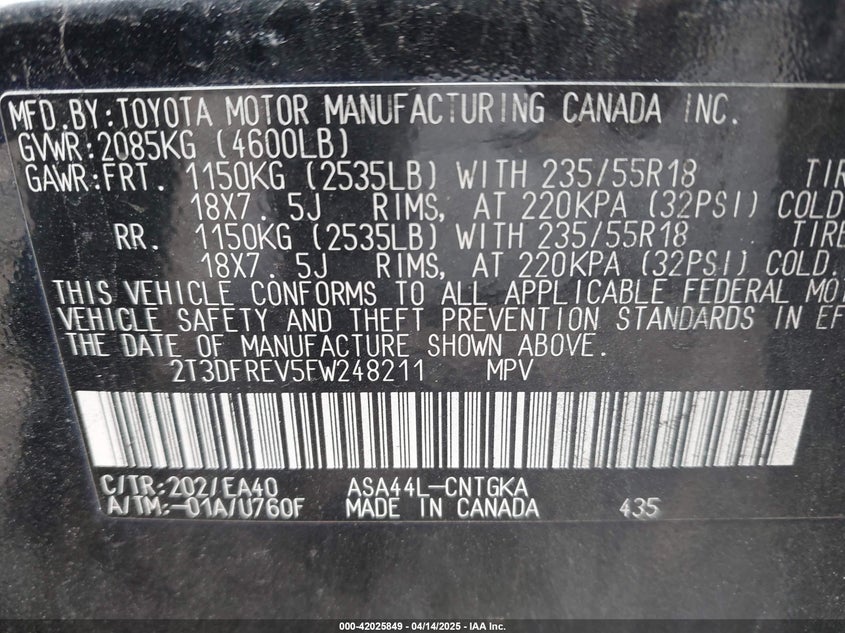 MFD.BY:TOYOTA MOTOR MANUFACTURING CANADA INC.
GVWR:2085KG (4600LB)
GAWR:FRT. 1150KG (2535LB) WITH 235/55R18 TIR
18X7.5J RIMS, AT 220KPA (32PSI) COLD
RR. 1150KG (2535LB) WITH 235/55R18 TIRE
18X7.5J RIMS, AT 220KPA (32PSI) COLD.
THIS VEHICLE CONFORMS TO ALL APPLICABLE FEDERAL MO
VEHICLE SAFETY AND THEFT PREVENTION STANDARDS IN EF
THE DATE OF MANUFACTURE SHOWN ABOVE.
2T3DFREV5FW248211 MPV
C/TR:202/EA40 ASA44L-CNTGKA
A/TM:-01A/U760F MADE IN CANADA 435
000-42025849 - 04/14/2025 - IAA Inc.